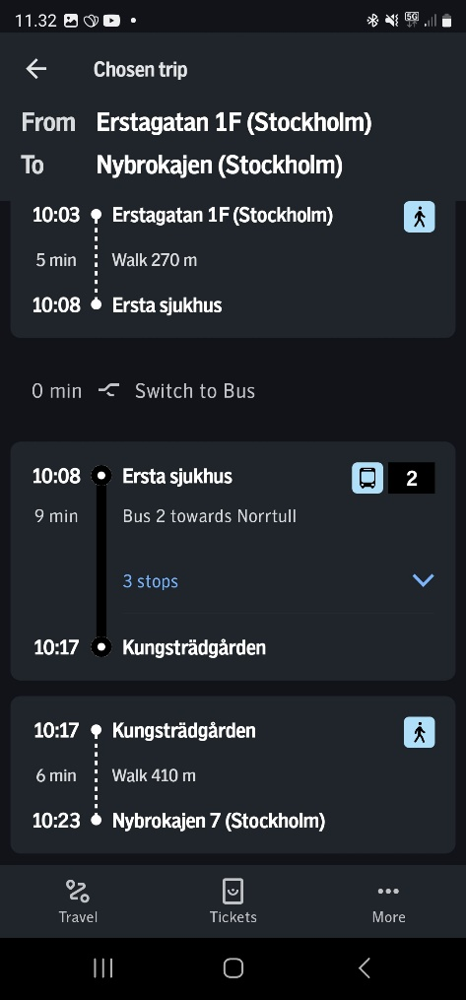 11.32
5G
Chosen trip
From Erstagatan 1F (Stockholm)
To Nybrokajen (Stockholm)
10:03 Erstagatan 1F (Stockholm)
5 min Walk 270 m
10:08 Ersta sjukhus
0 min Switch to Bus
10:08 Ersta sjukhus 2
9 min Bus 2 towards Norrtull
3 stops
10:17 Kungsträdgården
10:17 Kungsträdgården
6 min Walk 410 m
10:23 Nybrokajen 7 (Stockholm)
Travel Tickets More